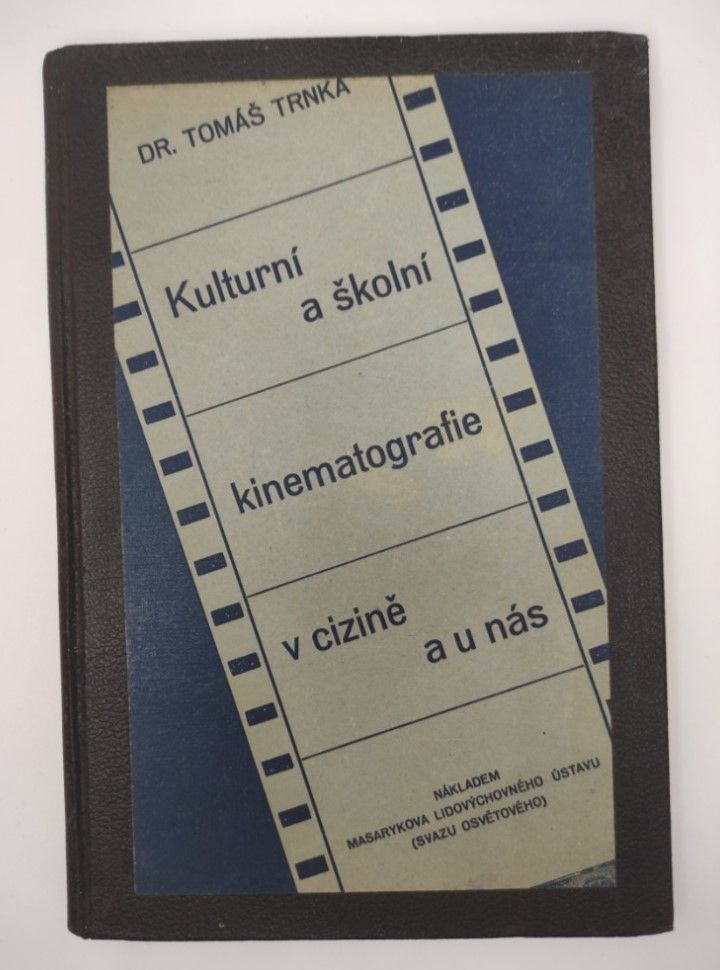 DR. TOMÁŠ TRNKA
Kulturní
a školní
kinematografie
v cizině
a u nás
NÁKLADEM
MASARYKOVA LIDOVÝCHOVNÉHO ÚSTAVU
(SVAZU OSVĚTOVÉHO)